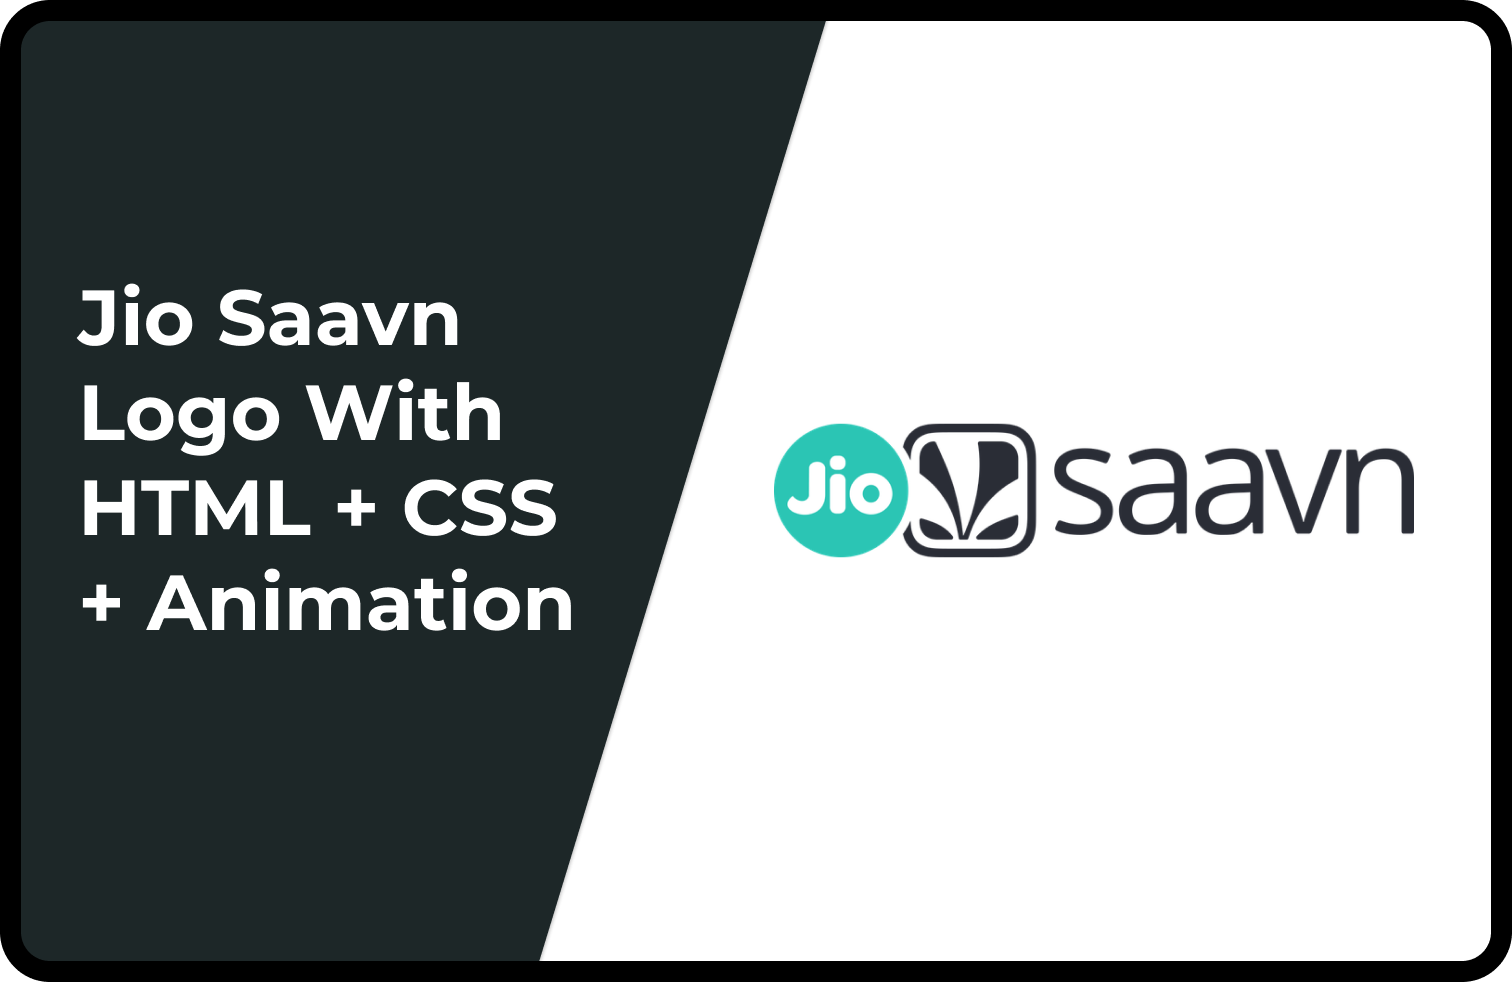 Jio Saavn
Logo With
HTML + CSS
+ Animation
Jio saavn